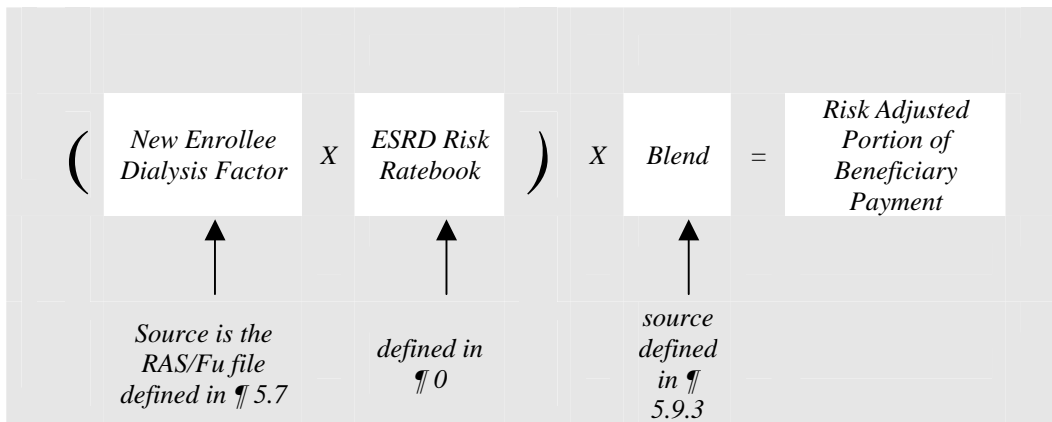 ( New Enrollee Dialysis Factor X ESRD Risk Ratebook ) X Blend = Risk Adjusted Portion of Beneficiary Payment
Source is the
RAS/Fu file
defined in ¶ 5.7
defined in
¶ 0
source
defined
in ¶
5.9.3